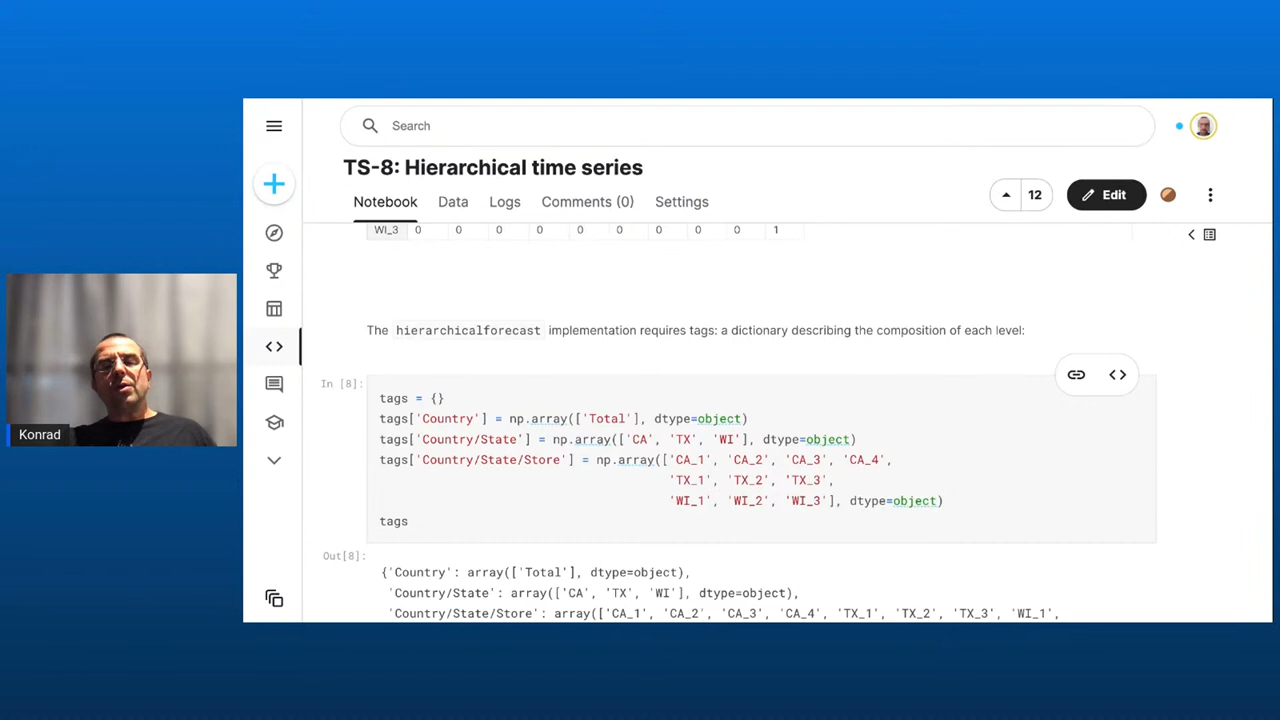 Search
TS-8: Hierarchical time series
12
Edit
Notebook Data Logs Comments (0) Settings
WI_3 0 0 0 0 0 0 0 0 0 1
The hierarchicalforecast implementation requires tags: a dictionary describing the composition of each level:
In [8]:
tags = {}
tags['Country'] = np.array(['Total'], dtype=object)
tags['Country/State'] = np.array(['CA', 'TX', 'WI'], dtype=object)
tags['Country/State/Store'] = np.array(['CA_1', 'CA_2', 'CA_3', 'CA_4',
'TX_1', 'TX_2', 'TX_3',
'WI_1', 'WI_2', 'WI_3'], dtype=object)
tags
Out[8]:
{'Country': array(['Total'], dtype=object),
'Country/State': array(['CA', 'TX', 'WI'], dtype=object),
'Country/State/Store': array(['CA_1', 'CA_2', 'CA_3', 'CA_4', 'TX_1', 'TX_2', 'TX_3', 'WI_1',
Konrad